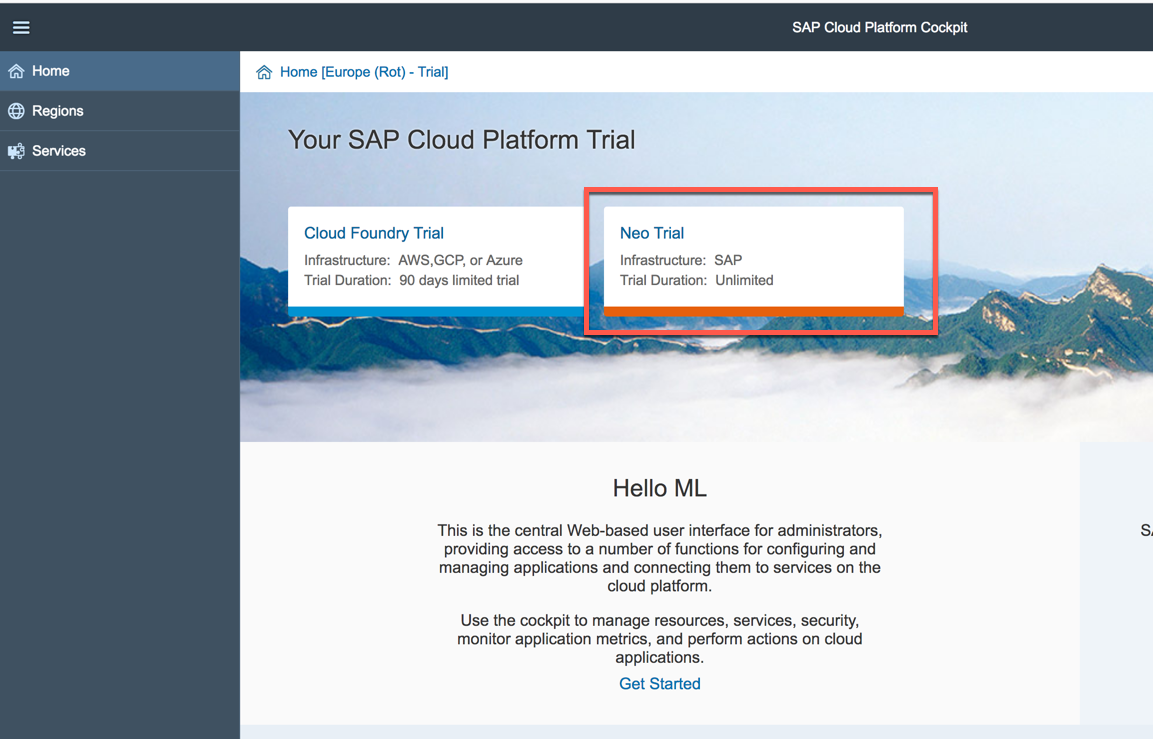 SAP Cloud Platform Cockpit
Home
Regions
Services
Home [Europe (Rot) - Trial]
Your SAP Cloud Platform Trial
Cloud Foundry Trial
Infrastructure: AWS,GCP, or Azure
Trial Duration: 90 days limited trial
Neo Trial
Infrastructure: SAP
Trial Duration: Unlimited
Hello ML
This is the central Web-based user interface for administrators,
providing access to a number of functions for configuring and
managing applications and connecting them to services on the
cloud platform.
Use the cockpit to manage resources, services, security,
monitor application metrics, and perform actions on cloud
applications.
Get Started